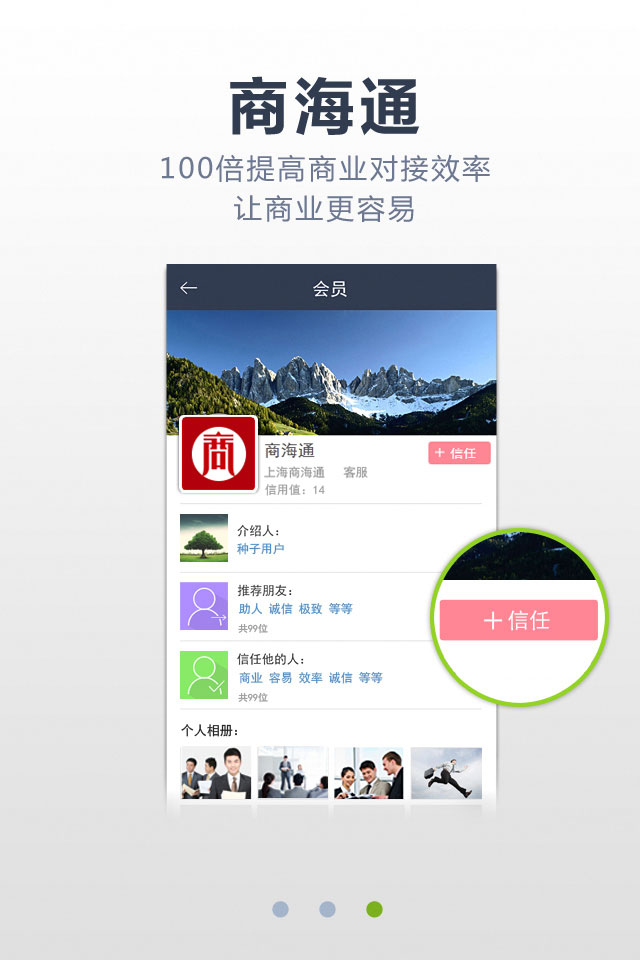 商海通
100倍提高商业对接效率
让商业更容易
会员
商
商海通
+ 信任
上海商海通 客服
信用值：14
介绍人：
种子用户
推荐朋友：
助人 诚信 极致 等等
共99位
+信任
信任他的人：
商业 容易 效率 诚信 等等
共99位
个人相册：